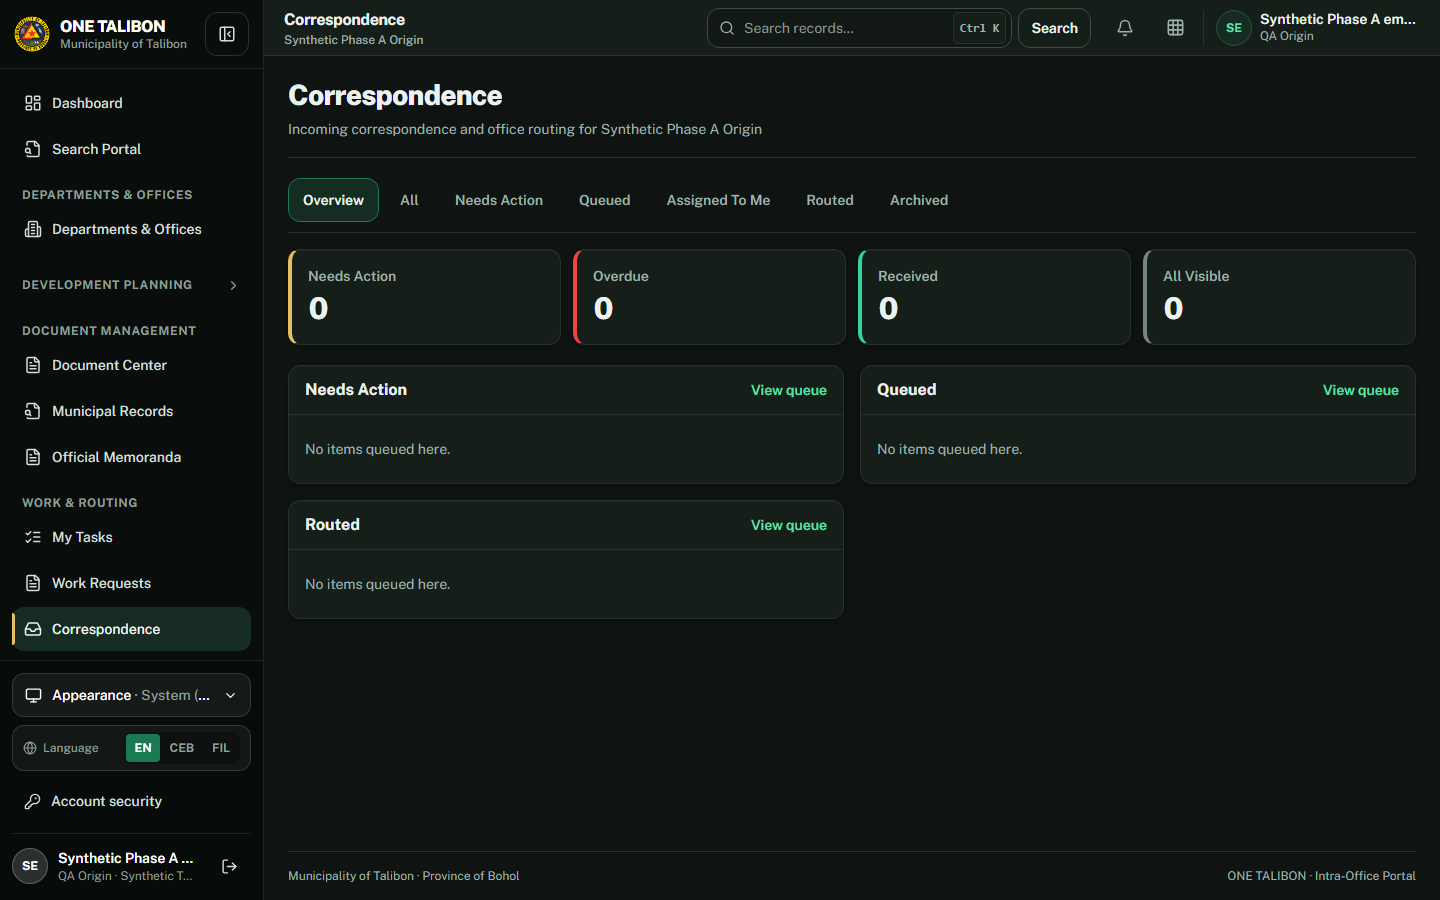 ONE TALIBON
Municipality of Talibon
Correspondence
Synthetic Phase A Origin
Search records...
Ctrl K
Search
SE
Synthetic Phase A em...
QA Origin
Dashboard
Search Portal
DEPARTMENTS & OFFICES
Departments & Offices
DEVELOPMENT PLANNING
DOCUMENT MANAGEMENT
Document Center
Municipal Records
Official Memoranda
WORK & ROUTING
My Tasks
Work Requests
Correspondence
Appearance · System (...
Language
EN
CEB
FIL
Account security
SE
Synthetic Phase A ...
QA Origin · Synthetic T...
Correspondence
Incoming correspondence and office routing for Synthetic Phase A Origin
Overview
All
Needs Action
Queued
Assigned To Me
Routed
Archived
Needs Action
0
Overdue
0
Received
0
All Visible
0
Needs Action
View queue
No items queued here.
Queued
View queue
No items queued here.
Routed
View queue
No items queued here.
Municipality of Talibon · Province of Bohol
ONE TALIBON · Intra-Office Portal